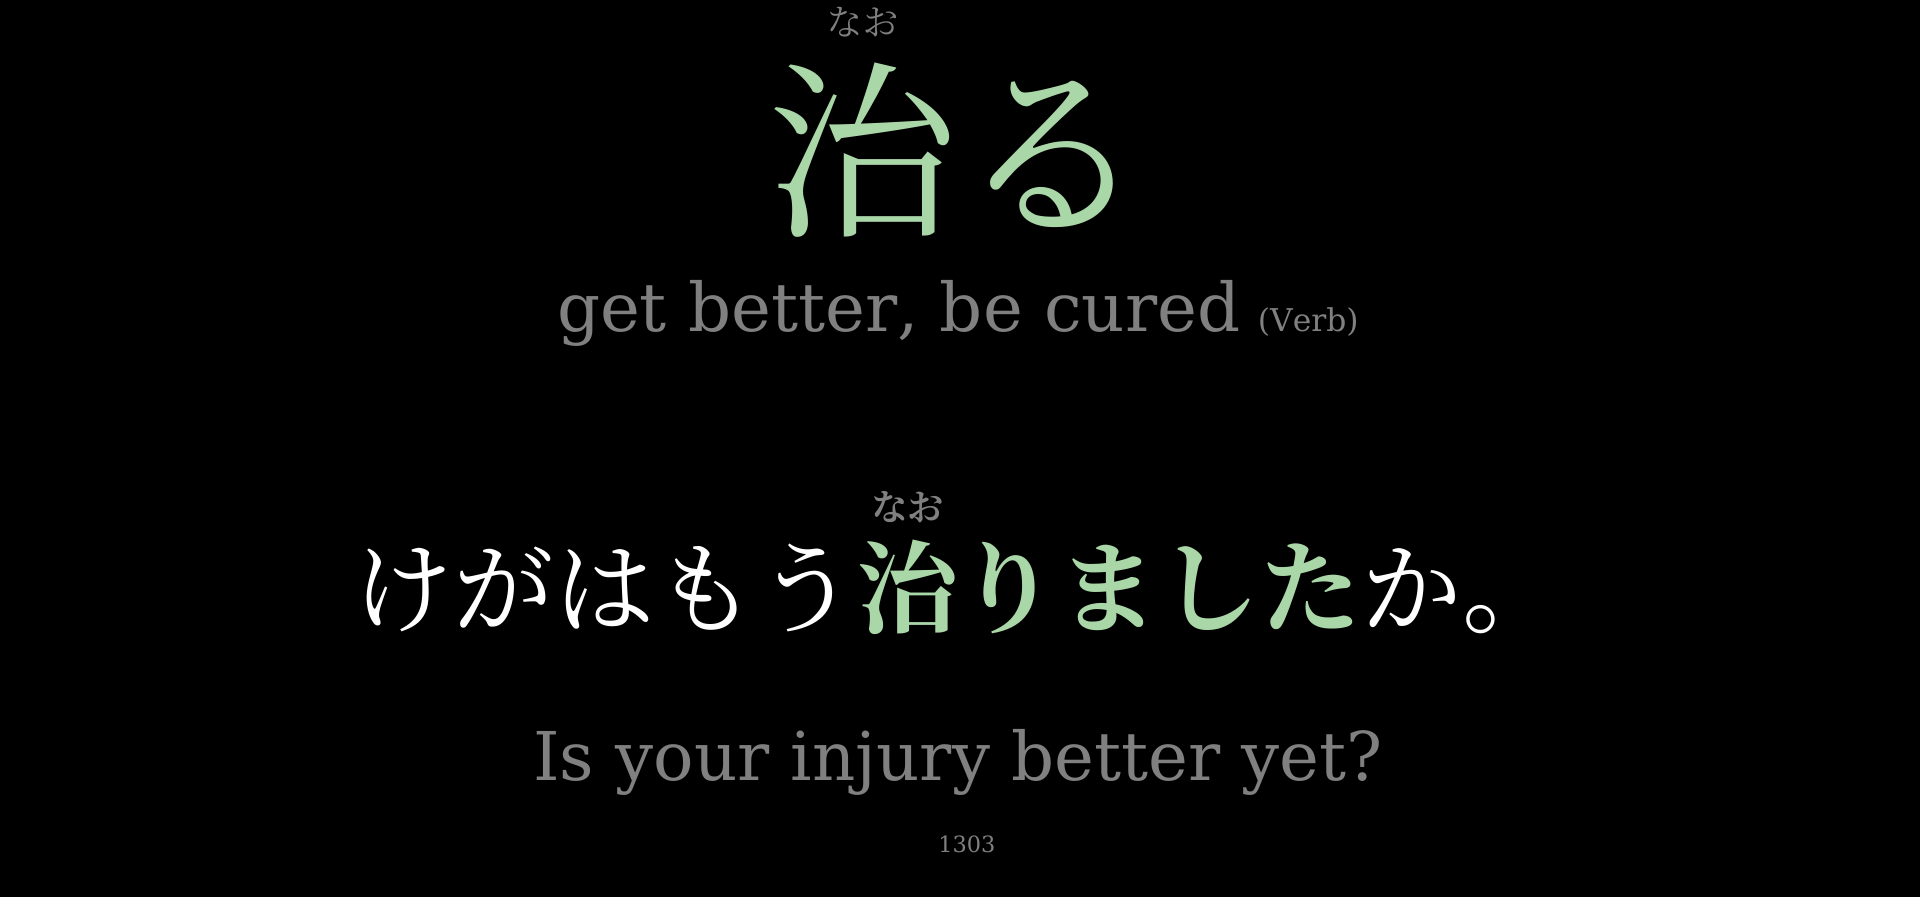 なお
治る
get better, be cured (Verb)
なお
けがはもう治りましたか。
Is your injury better yet?
1303